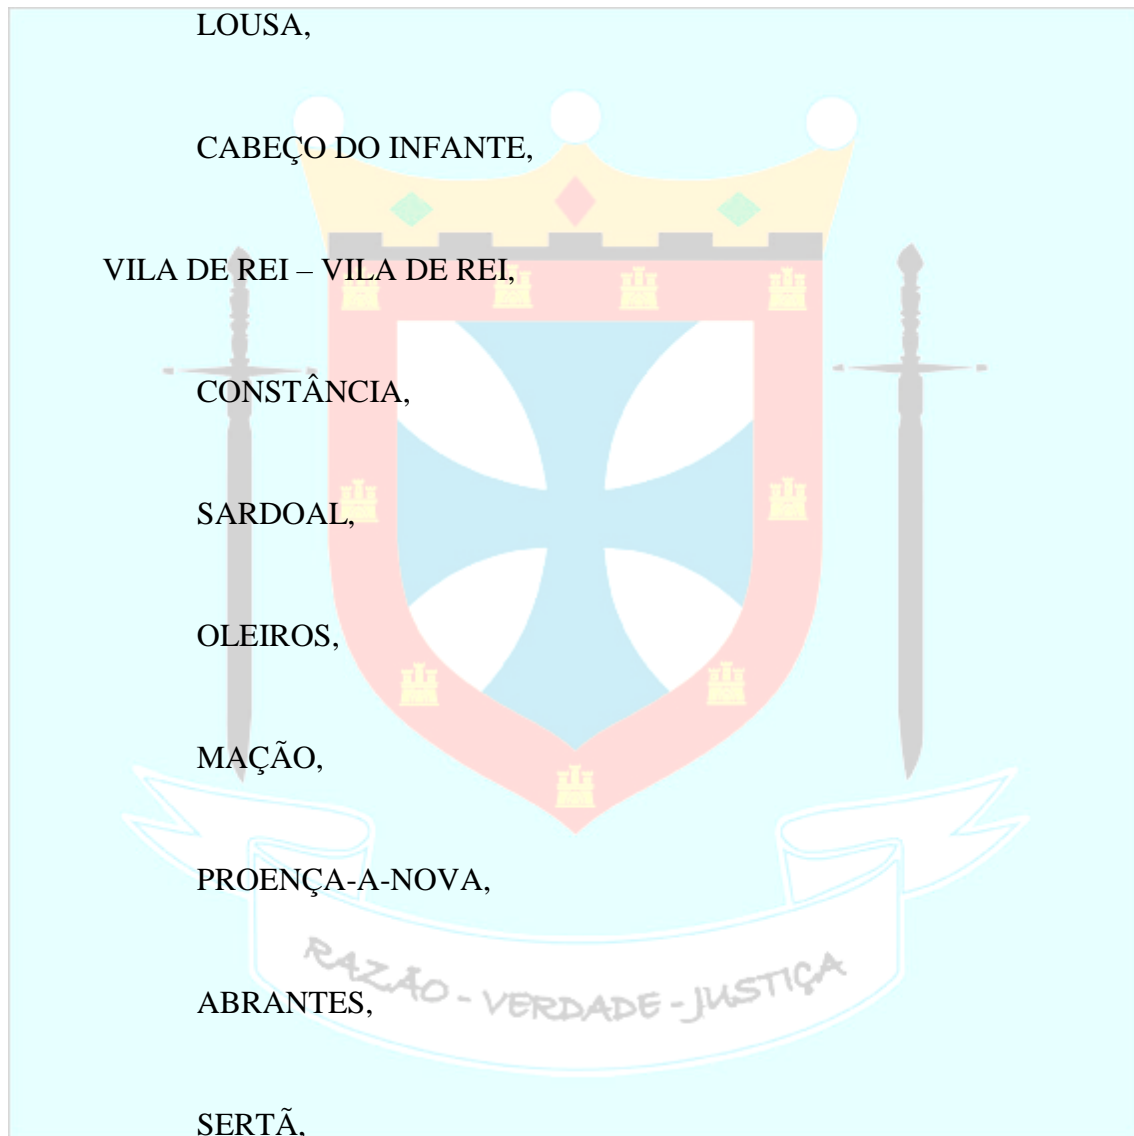 LOUSA,
CABEÇO DO INFANTE,
VILA DE REI – VILA DE REI,
CONSTÂNCIA,
SARDOAL,
OLEIROS,
MAÇÃO,
PROENÇA-A-NOVA,
RAZÃO - VERDADE - JUSTIÇA
ABRANTES,
SERTÃ,